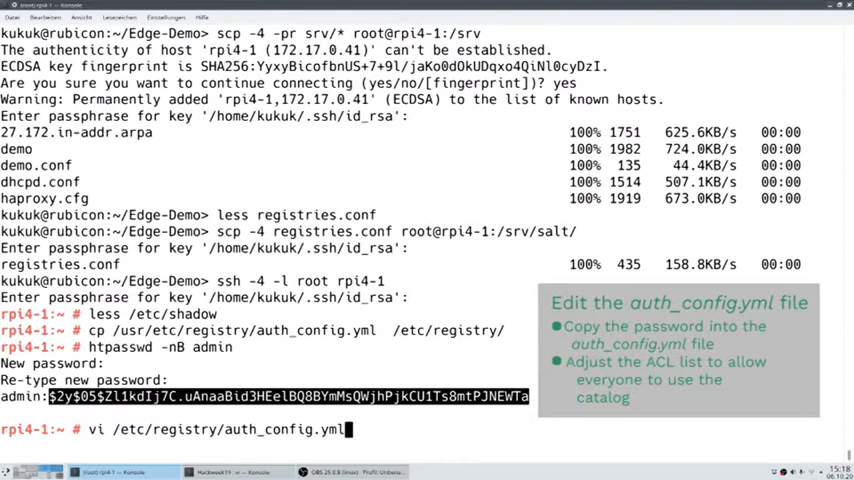 (root) rpi4-1 — Konsole
Datei Bearbeiten Ansicht Lesezeichen Einstellungen Hilfe
kukuk@rubicon:~/Edge-Demo> scp -4 -pr srv/* root@rpi4-1:/srv
The authenticity of host 'rpi4-1 (172.17.0.41)' can't be established.
ECDSA key fingerprint is SHA256:YyxyBicofbnUS+7+9l/jaKo0dOkUDqxo4QiNl0cyDzI.
Are you sure you want to continue connecting (yes/no/[fingerprint])? yes
Warning: Permanently added 'rpi4-1,172.17.0.41' (ECDSA) to the list of known hosts.
Enter passphrase for key '/home/kukuk/.ssh/id_rsa':
27.172.in-addr.arpa 100% 1751 625.6KB/s 00:00
demo 100% 1982 724.0KB/s 00:00
demo.conf 100% 135 44.4KB/s 00:00
dhcpd.conf 100% 1514 507.1KB/s 00:00
haproxy.cfg 100% 1919 673.0KB/s 00:00
kukuk@rubicon:~/Edge-Demo> less registries.conf
kukuk@rubicon:~/Edge-Demo> scp -4 registries.conf root@rpi4-1:/srv/salt/
Enter passphrase for key '/home/kukuk/.ssh/id_rsa':
registries.conf 100% 435 158.8KB/s 00:00
kukuk@rubicon:~/Edge-Demo> ssh -4 -l root rpi4-1
Enter passphrase for key '/home/kukuk/.ssh/id_rsa':
rpi4-1:~ # less /etc/shadow
rpi4-1:~ # cp /usr/etc/registry/auth_config.yml /etc/registry/
rpi4-1:~ # htpasswd -nB admin
New password:
Re-type new password:
admin:$2y$05$Zl1kdIj7C.uAnaaBid3HEelBQ8BYmMsQWjhPjkCU1Ts8mtPJNEWTa
rpi4-1:~ # vi /etc/registry/auth_config.yml
Edit the auth_config.yml file
Copy the password into the
auth_config.yml file
Adjust the ACL list to allow
everyone to use the
catalog
(root) rpi4-1 — Konsole
Hackweek19 : vi — Konsole
OBS 25.0.8 (linux) - Profil: Unbena...
15:18
06.10.20